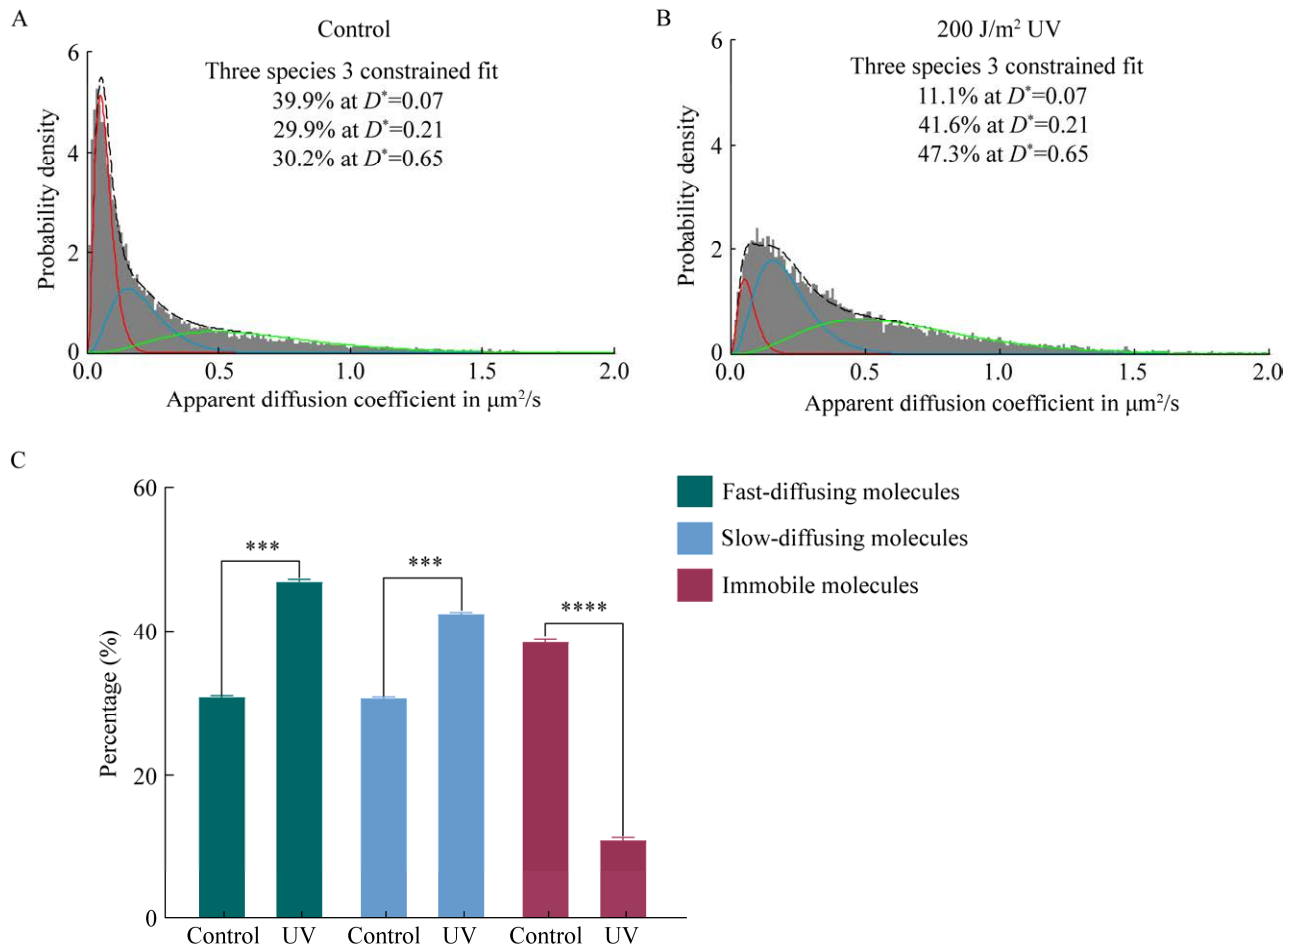 A
Control
Three species 3 constrained fit
39.9% at D*=0.07
29.9% at D*=0.21
30.2% at D*=0.65
Probability density
6
4
2
0
0.0 0.5 1.0 1.5 2.0
Apparent diffusion coefficient in μm²/s
B
200 J/m² UV
Three species 3 constrained fit
11.1% at D*=0.07
41.6% at D*=0.21
47.3% at D*=0.65
Probability density
6
4
2
0
0.0 0.5 1.0 1.5 2.0
Apparent diffusion coefficient in μm²/s
C
Percentage (%)
60
40
20
0
***
***
****
Control UV Control UV Control UV
Fast-diffusing molecules
Slow-diffusing molecules
Immobile molecules